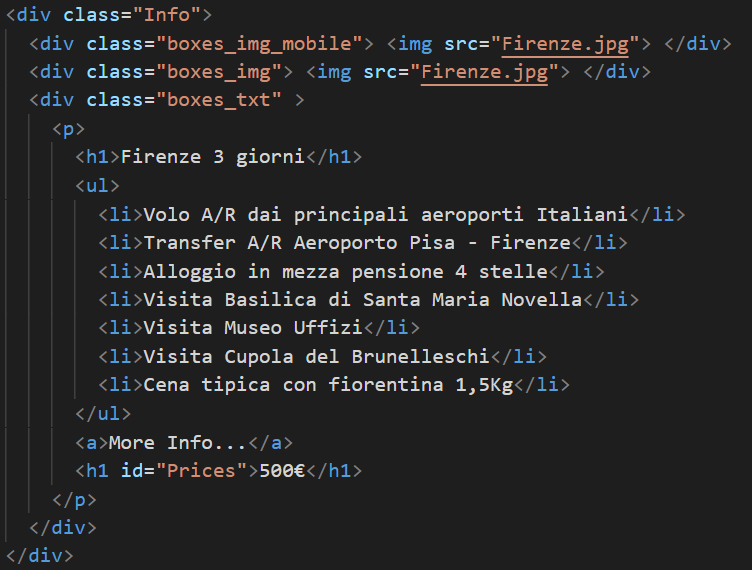 <div class="Info">
<div class="boxes_img_mobile"> <img src="Firenze.jpg"> </div>
<div class="boxes_img"> <img src="Firenze.jpg"> </div>
<div class="boxes_txt" >
<p>
<h1>Firenze 3 giorni</h1>
<ul>
<li>Volo A/R dai principali aeroporti Italiani</li>
<li>Transfer A/R Aeroporto Pisa - Firenze</li>
<li>Alloggio in mezza pensione 4 stelle</li>
<li>Visita Basilica di Santa Maria Novella</li>
<li>Visita Museo Uffizi</li>
<li>Visita Cupola del Brunelleschi</li>
<li>Cena tipica con fiorentina 1,5Kg</li>
</ul>
<a>More Info...</a>
<h1 id="Prices">500€</h1>
</p>
</div>
</div>